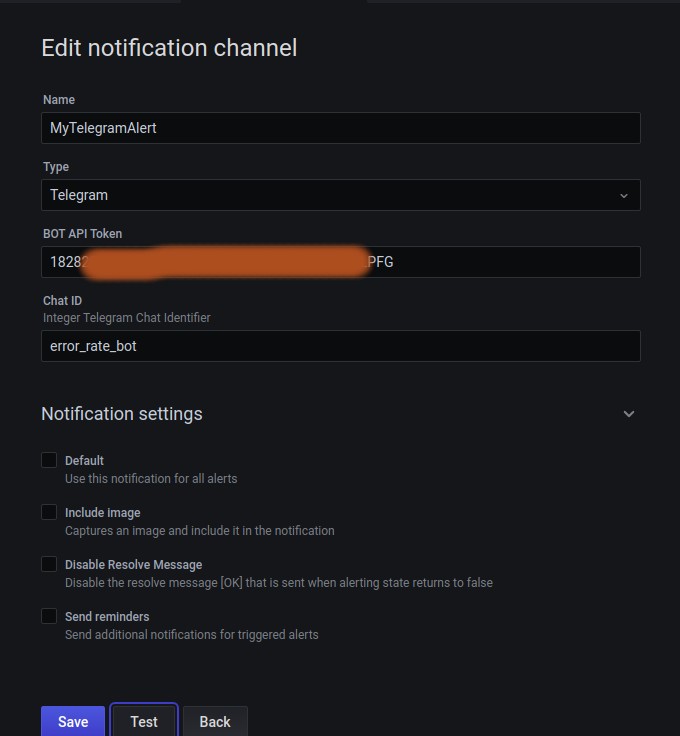 Edit notification channel
Name
MyTelegramAlert
Type
Telegram
BOT API Token
1828 PFG
Chat ID
Integer Telegram Chat Identifier
error_rate_bot
Notification settings
Default
Use this notification for all alerts
Include image
Captures an image and include it in the notification
Disable Resolve Message
Disable the resolve message [OK] that is sent when alerting state returns to false
Send reminders
Send additional notifications for triggered alerts
Save Test Back